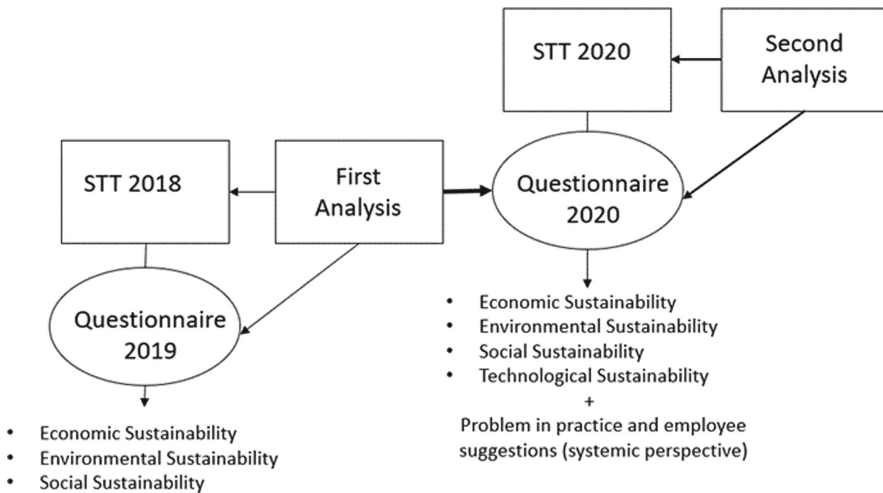 STT 2020
Second
Analysis
STT 2018
First
Analysis
Questionnaire
2020
Questionnaire
2019
• Economic Sustainability
• Environmental Sustainability
• Social Sustainability
• Technological Sustainability
+
Problem in practice and employee
suggestions (systemic perspective)
• Economic Sustainability
• Environmental Sustainability
• Social Sustainability